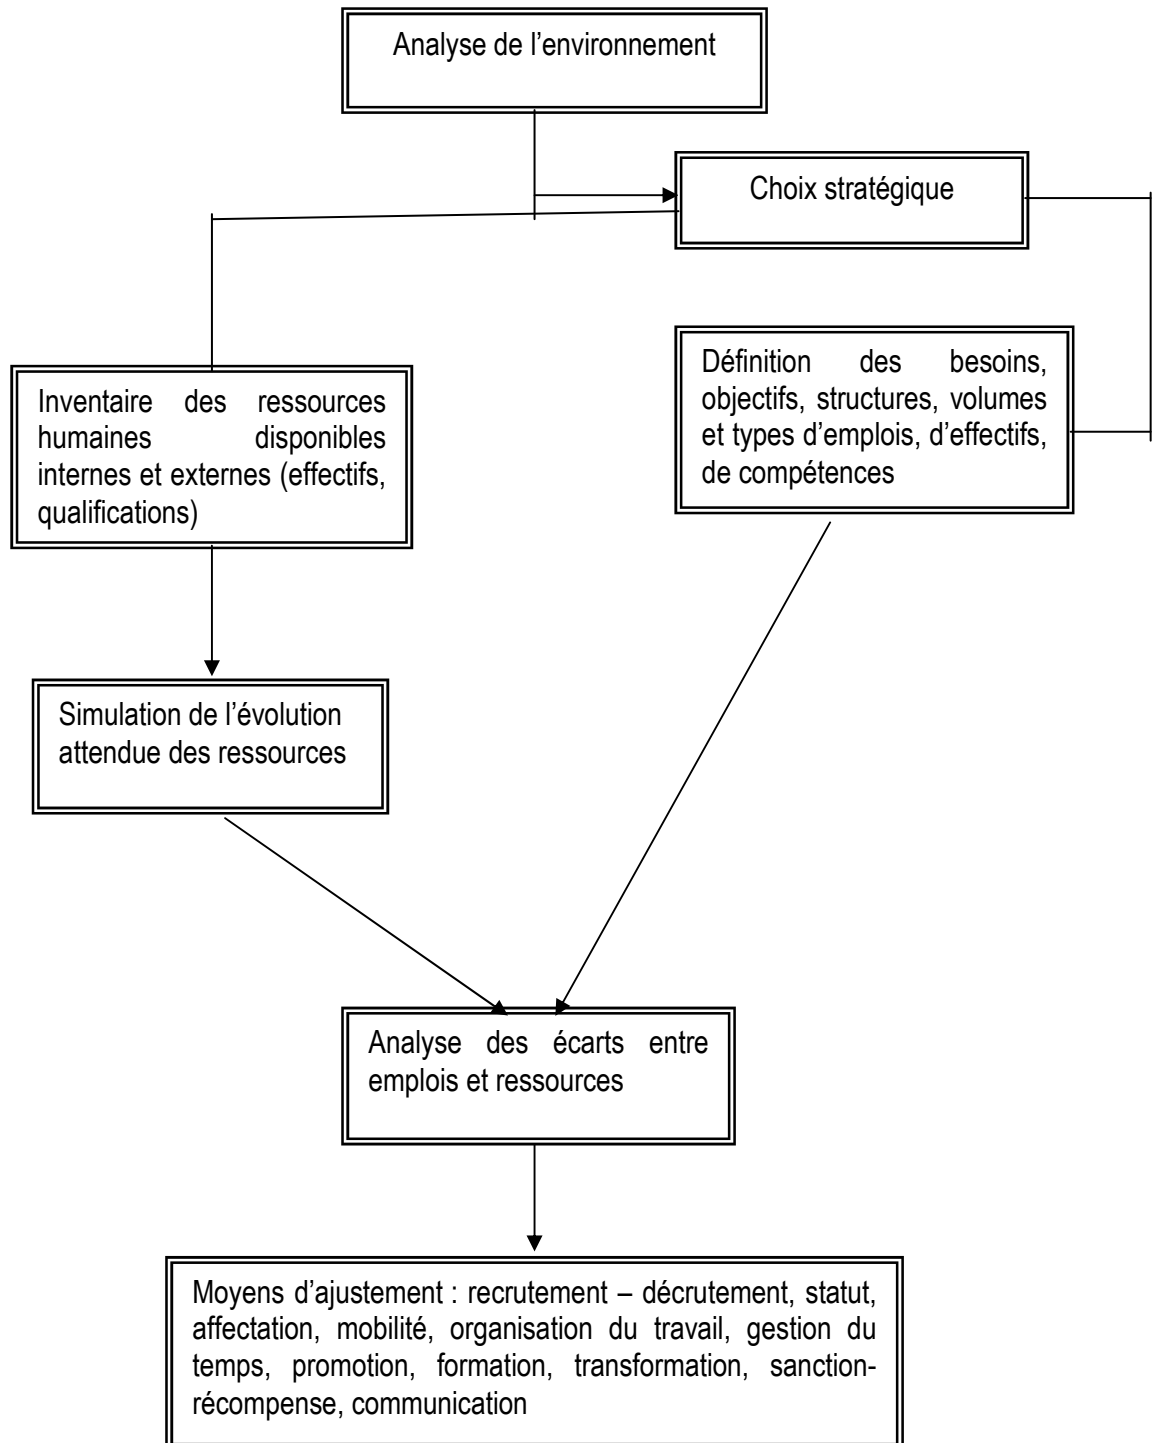 Analyse de l’environnement
Choix stratégique
Définition des besoins,
objectifs, structures, volumes
et types d’emplois, d’effectifs,
de compétences
Inventaire des ressources
humaines disponibles
internes et externes (effectifs,
qualifications)
Simulation de l’évolution
attendue des ressources
Analyse des écarts entre
emplois et ressources
Moyens d’ajustement : recrutement – décrutement, statut,
affectation, mobilité, organisation du travail, gestion du
temps, promotion, formation, transformation, sanction-
récompense, communication